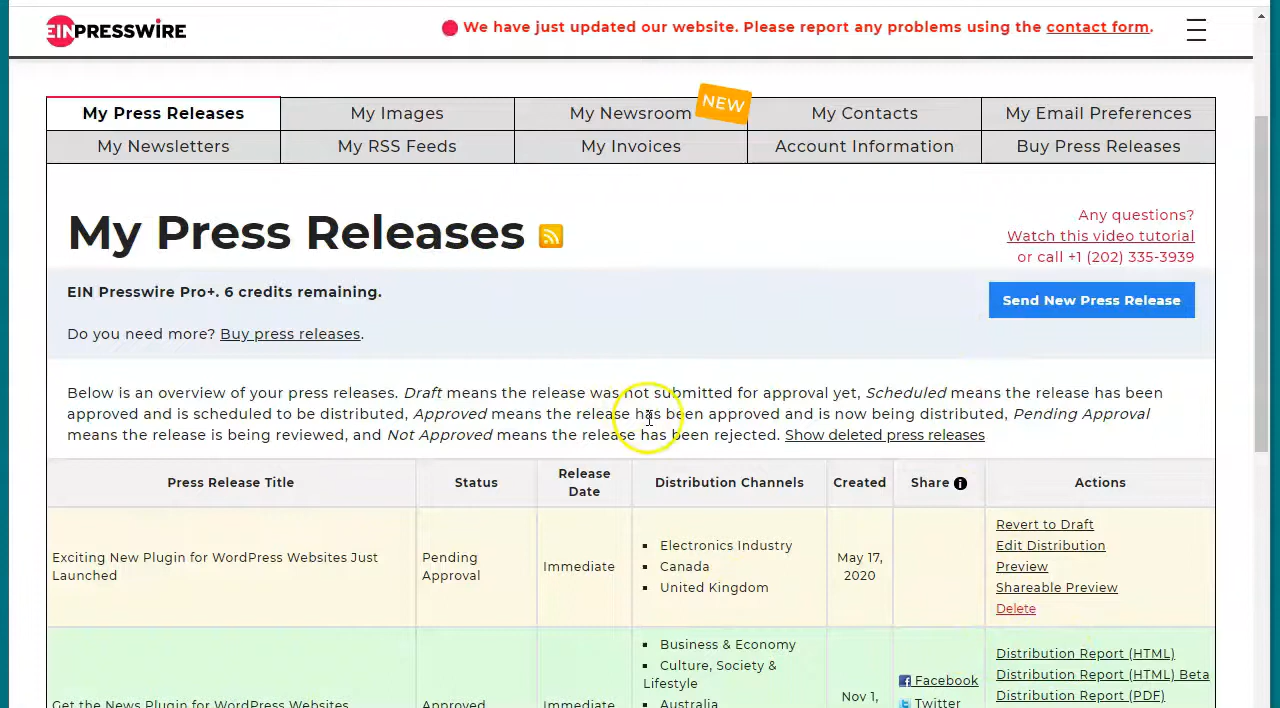 EINPRESSWIRE
We have just updated our website. Please report any problems using the contact form.
My Press Releases
My Images
My Newsroom
NEW
My Contacts
My Email Preferences
My Newsletters
My RSS Feeds
My Invoices
Account Information
Buy Press Releases
My Press Releases
Any questions?
Watch this video tutorial
or call +1 (202) 335-3939
EIN Presswire Pro+. 6 credits remaining.
Send New Press Release
Do you need more? Buy press releases.
Below is an overview of your press releases. Draft means the release was not submitted for approval yet, Scheduled means the release has been
approved and is scheduled to be distributed, Approved means the release has been approved and is now being distributed, Pending Approval
means the release is being reviewed, and Not Approved means the release has been rejected. Show deleted press releases
Press Release Title
Status
Release
Date
Distribution Channels
Created
Share i
Actions
Exciting New Plugin for WordPress Websites Just
Launched
Pending
Approval
Immediate
Electronics Industry
Canada
United Kingdom
May 17,
2020
Revert to Draft
Edit Distribution
Preview
Shareable Preview
Delete
Get the News Plugin for WordPress Websites
Approved
Immediate
Business & Economy
Culture, Society &
Lifestyle
Australia
Nov 1,
Facebook
Twitter
Distribution Report (HTML)
Distribution Report (HTML) Beta
Distribution Report (PDF)